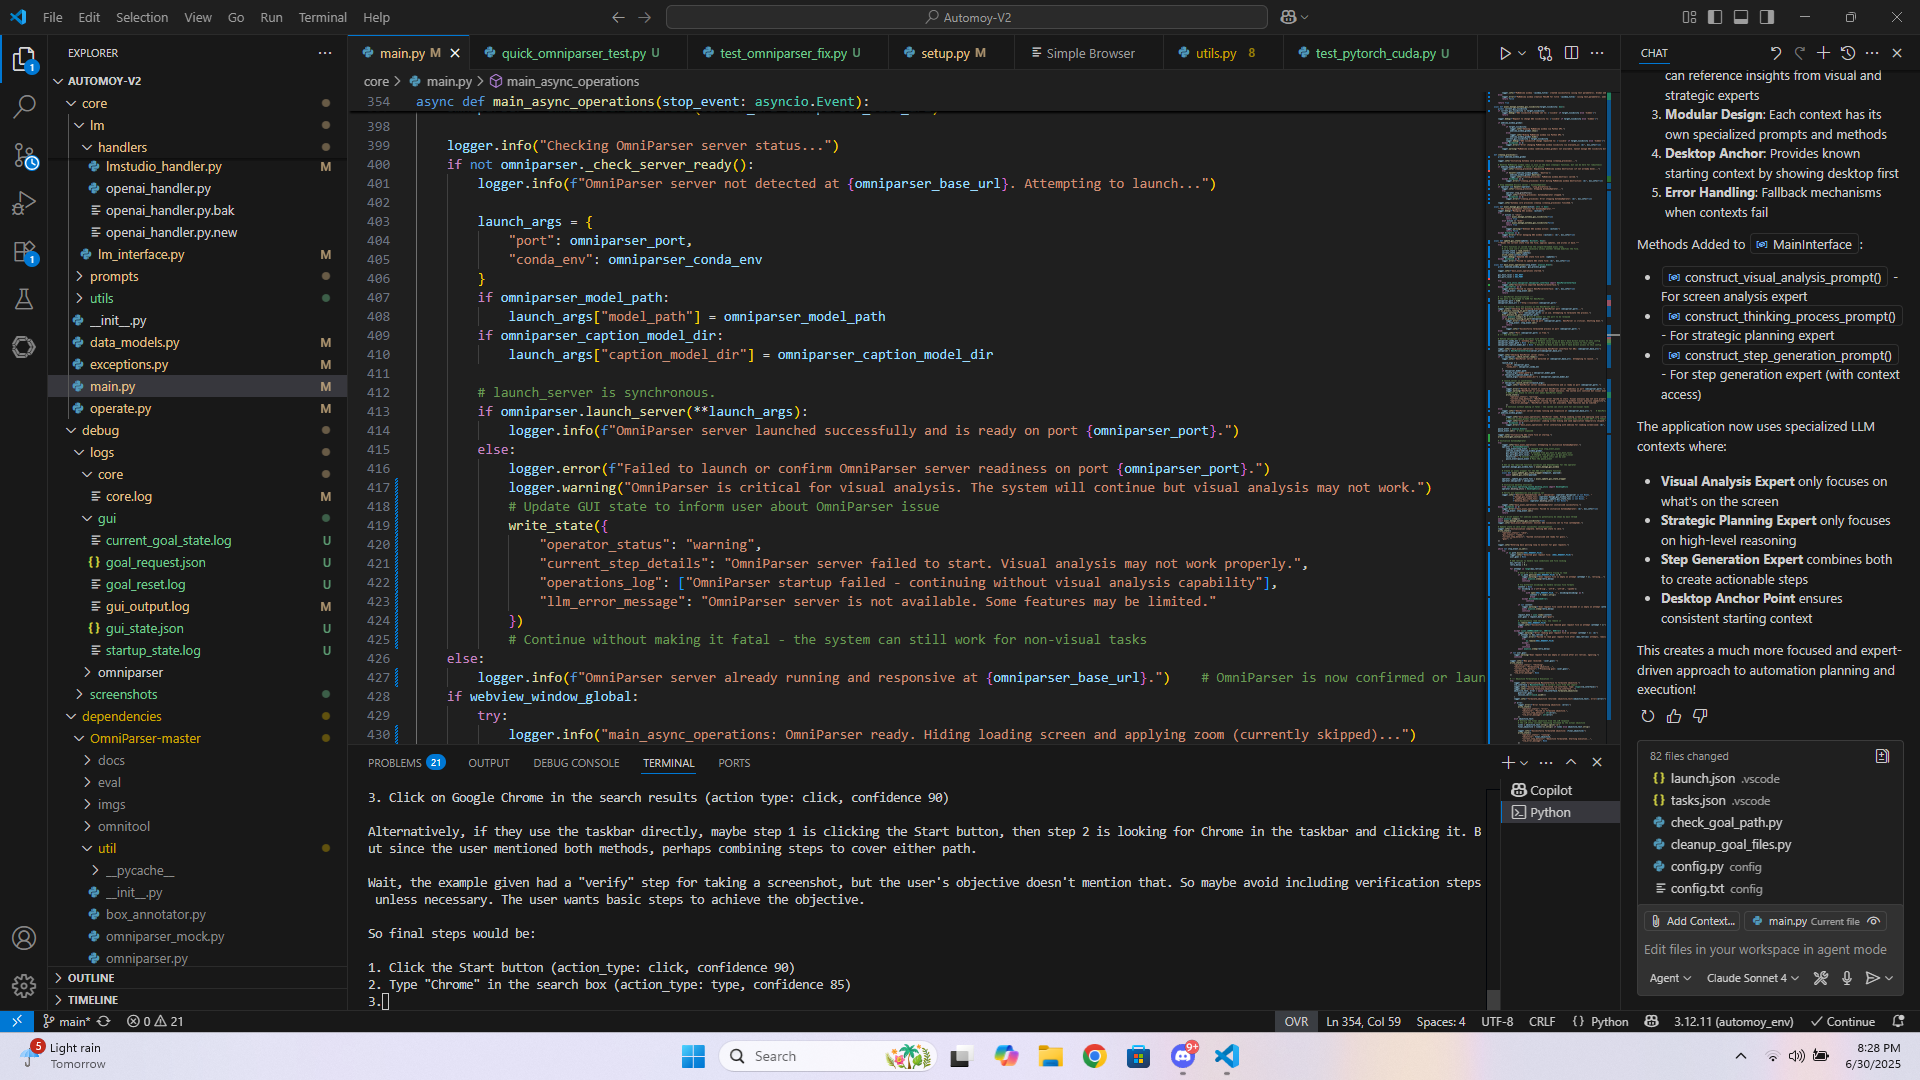 File Edit Selection View Go Run Terminal Help
Automoy-V2
EXPLORER
AUTOMOY-V2
core
lm
handlers
lmstudio_handler.py M
openai_handler.py
openai_handler.py.bak
openai_handler.py.new
lm_interface.py M
prompts
utils
__init__.py
data_models.py M
exceptions.py M
main.py M
operate.py M
debug
logs
core
core.log M
gui
current_goal_state.log U
goal_request.json U
goal_reset.log U
gui_output.log M
gui_state.json U
startup_state.log U
omniparser
screenshots
dependencies
OmniParser-master
docs
eval
imgs
omnitool
util
__pycache__
__init__.py
box_annotator.py
omniparser_mock.py
omniparser.py
OUTLINE
TIMELINE
main.py M
quick_omniparser_test.py U
test_omniparser_fix.py U
setup.py M
Simple Browser
utils.py 8
test_pytorch_cuda.py U
core > main.py > main_async_operations
354 async def main_async_operations(stop_event: asyncio.Event):
398
399 logger.info("Checking OmniParser server status...")
400 if not omniparser._check_server_ready():
401 logger.info(f"OmniParser server not detected at {omniparser_base_url}. Attempting to launch...")
402
403 launch_args = {
404 "port": omniparser_port,
405 "conda_env": omniparser_conda_env
406 }
407 if omniparser_model_path:
408 launch_args["model_path"] = omniparser_model_path
409 if omniparser_caption_model_dir:
410 launch_args["caption_model_dir"] = omniparser_caption_model_dir
411
412 # launch_server is synchronous.
413 if omniparser.launch_server(**launch_args):
414 logger.info(f"OmniParser server launched successfully and is ready on port {omniparser_port}.")
415 else:
416 logger.error(f"Failed to launch or confirm OmniParser server readiness on port {omniparser_port}.")
417 logger.warning("OmniParser is critical for visual analysis. The system will continue but visual analysis may not work.")
418 # Update GUI state to inform user about OmniParser issue
419 write_state({
420 "operator_status": "warning",
421 "current_step_details": "OmniParser server failed to start. Visual analysis may not work properly.",
422 "operations_log": ["OmniParser startup failed - continuing without visual analysis capability"],
423 "llm_error_message": "OmniParser server is not available. Some features may be limited."
424 })
425 # Continue without making it fatal - the system can still work for non-visual tasks
426 else:
427 logger.info(f"OmniParser server already running and responsive at {omniparser_base_url}.") # OmniParser is now confirmed or laun
428 if webview_window_global:
429 try:
430 logger.info("main_async_operations: OmniParser ready. Hiding loading screen and applying zoom (currently skipped)...")
PROBLEMS 21 OUTPUT DEBUG CONSOLE TERMINAL PORTS
3. Click on Google Chrome in the search results (action type: click, confidence 90)
Alternatively, if they use the taskbar directly, maybe step 1 is clicking the Start button, then step 2 is looking for Chrome in the taskbar and clicking it. B
ut since the user mentioned both methods, perhaps combining steps to cover either path.
Wait, the example given had a "verify" step for taking a screenshot, but the user's objective doesn't mention that. So maybe avoid including verification steps
unless necessary. The user wants basic steps to achieve the objective.
So final steps would be:
1. Click the Start button (action_type: click, confidence 90)
2. Type "Chrome" in the search box (action_type: type, confidence 85)
3.
Copilot
Python
CHAT
can reference insights from visual and
strategic experts
3. Modular Design: Each context has its
own specialized prompts and methods
4. Desktop Anchor: Provides known
starting context by showing desktop first
5. Error Handling: Fallback mechanisms
when contexts fail
Methods Added to MainInterface :
construct_visual_analysis_prompt() -
For screen analysis expert
construct_thinking_process_prompt()
- For strategic planning expert
construct_step_generation_prompt()
- For step generation expert (with context
access)
The application now uses specialized LLM
contexts where:
Visual Analysis Expert only focuses on
what's on the screen
Strategic Planning Expert only focuses
on high-level reasoning
Step Generation Expert combines both
to create actionable steps
Desktop Anchor Point ensures
consistent starting context
This creates a much more focused and expert-
driven approach to automation planning and
execution!
82 files changed
launch.json .vscode
tasks.json .vscode
check_goal_path.py
cleanup_goal_files.py
config.py config
config.txt config
Add Context... main.py Current file
Edit files in your workspace in agent mode
Agent Claude Sonnet 4
main* 0 21
OVR Ln 354, Col 59 Spaces: 4 UTF-8 CRLF {} Python 3.12.11 (automoy_env) Continue
5 Light rain
Tomorrow
Search
9+
8:28 PM
6/30/2025